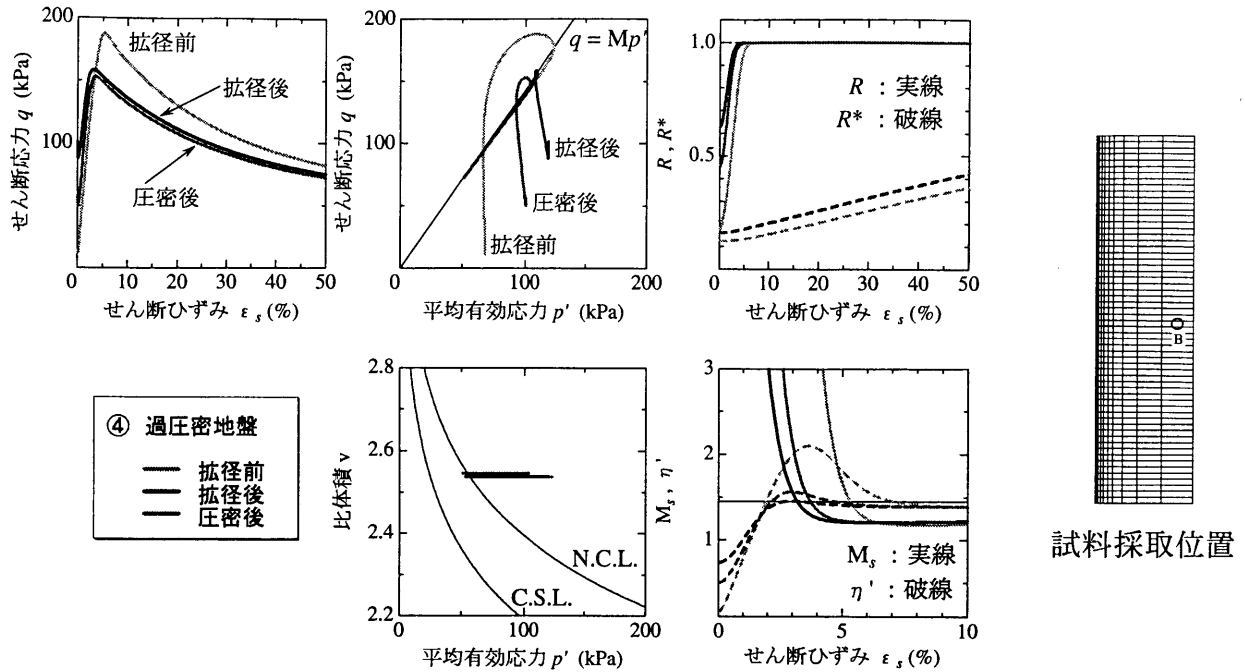 せん断応力 q (kPa)
200
100
0
拡径前
拡径後
圧密後
0 10 20 30 40 50
せん断ひずみ ε s (%)
せん断応力 q (kPa)
200
100
0
q = Mp'
拡径後
圧密後
拡径前
0 100 200
平均有効応力 p' (kPa)
R , R*
1.0
0.5
R : 実線
R* : 破線
0 10 20 30 40 50
せん断ひずみ ε s (%)
④ 過圧密地盤
拡径前
拡径後
圧密後
比体積 v
2.8
2.6
2.4
2.2
N.C.L.
C.S.L.
0 100 200
平均有効応力 p' (kPa)
Ms , η'
3
2
1
Ms : 実線
η' : 破線
0 5 10
せん断ひずみ ε s (%)
B
試料採取位置